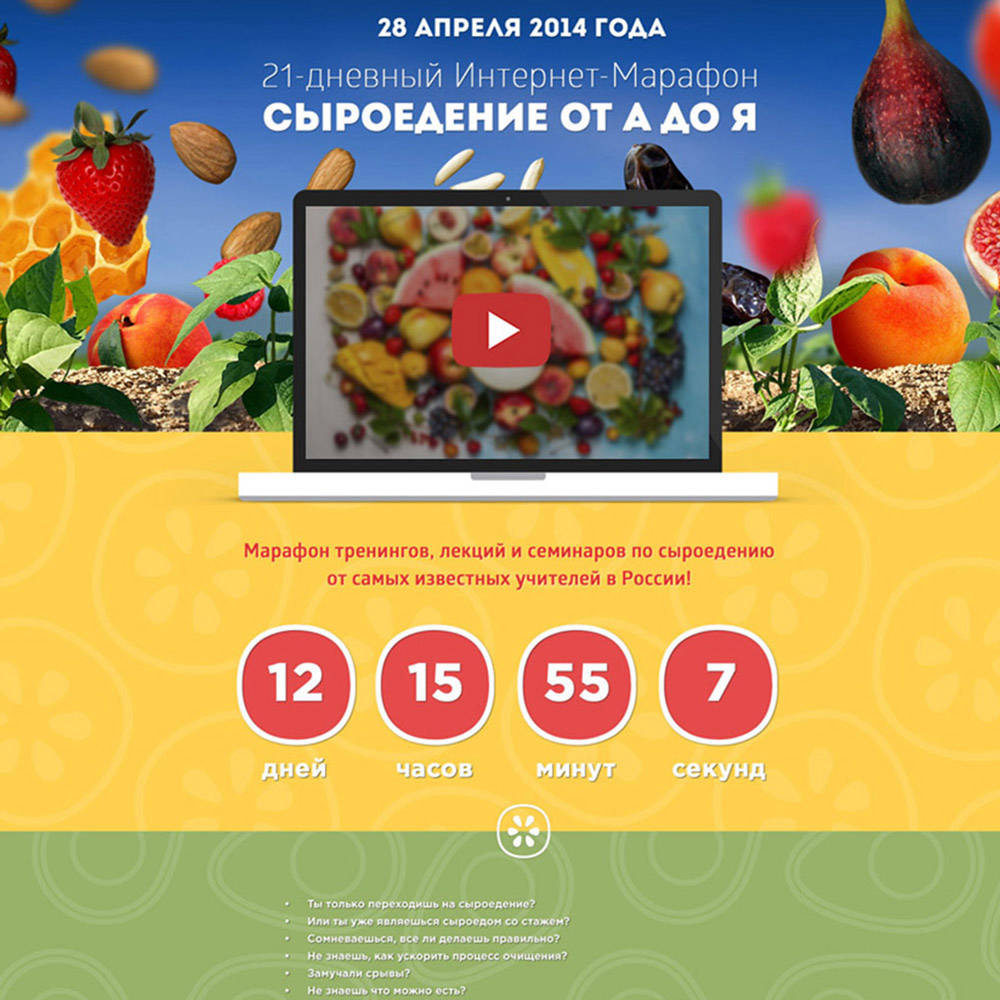 28 АПРЕЛЯ 2014 ГОДА
21-дневный Интернет-Марафон
СЫРОЕДЕНИЕ ОТ А ДО Я
Марафон тренингов, лекций и семинаров по сыроедению
от самых известных учителей в России!
12 15 55 7
дней часов минут секунд
• Ты только переходишь на сыроедение?
• Или ты уже являешься сыроедом со стажем?
• Сомневаешься, все ли делаешь правильно?
• Не знаешь, как ускорить процесс очищения?
• Замучали срывы?
• Не знаешь что можно есть?